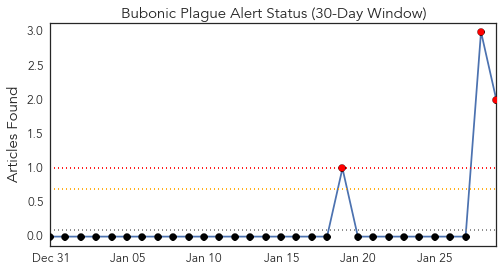 Bubonic Plague Alert Status (30-Day Window)
Articles Found
3.0
2.5
2.0
1.5
1.0
0.5
0.0
Dec 31 Jan 05 Jan 10 Jan 15 Jan 20 Jan 25